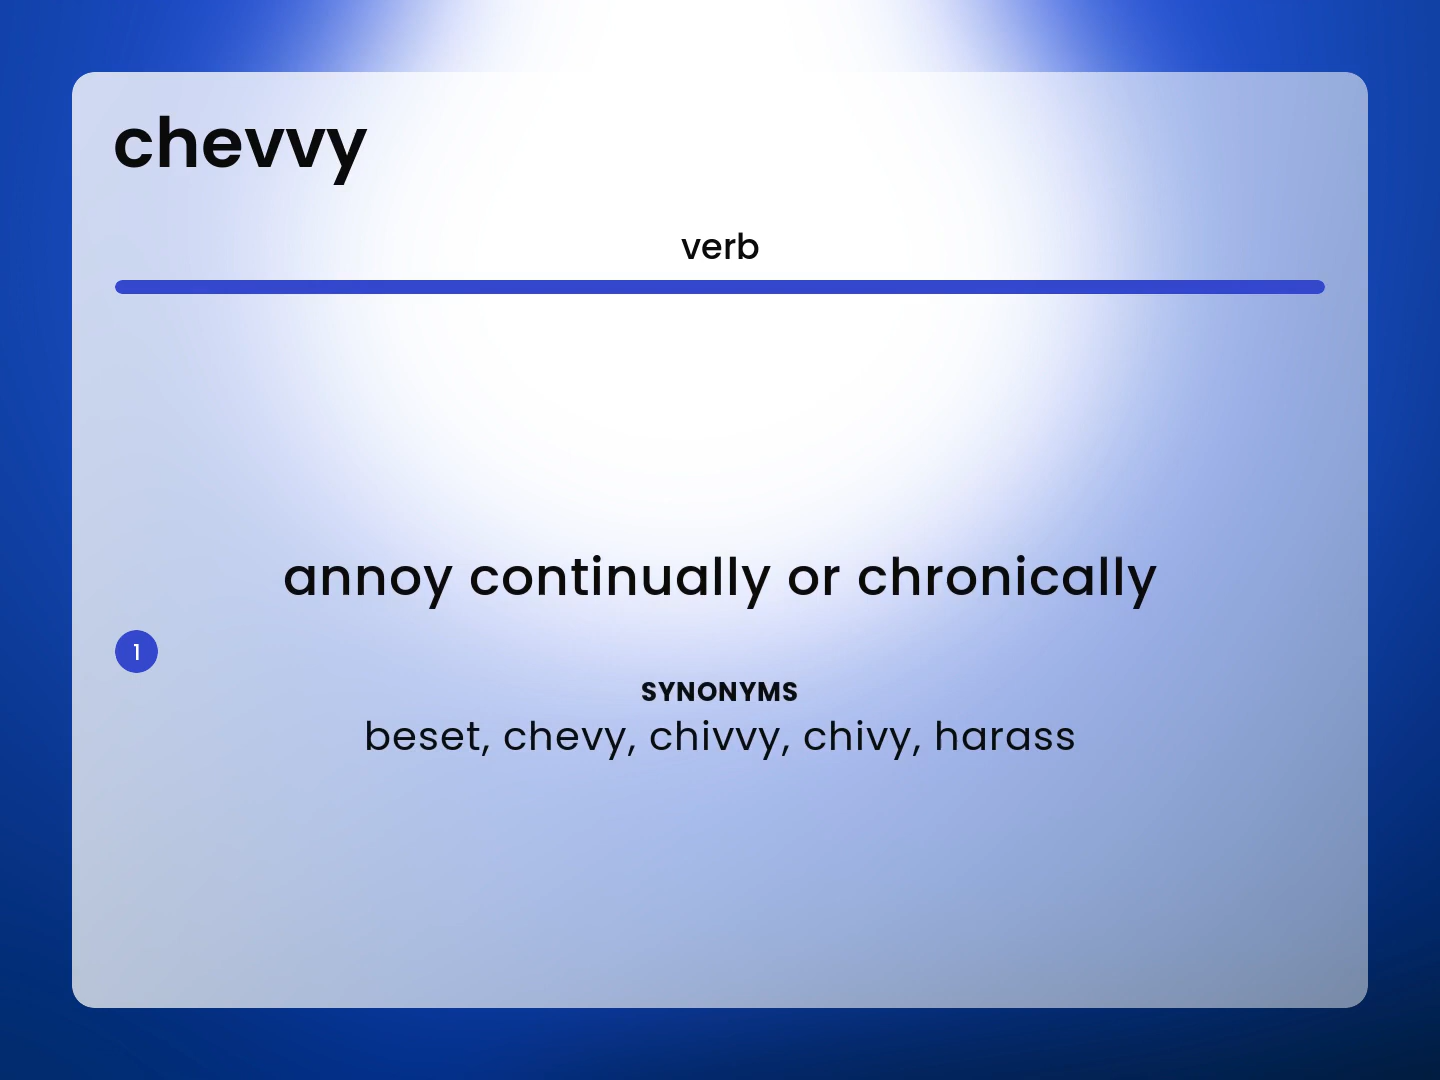 chevvy
verb
annoy continually or chronically
1
SYNONYMS
beset, chevy, chivvy, chivy, harass